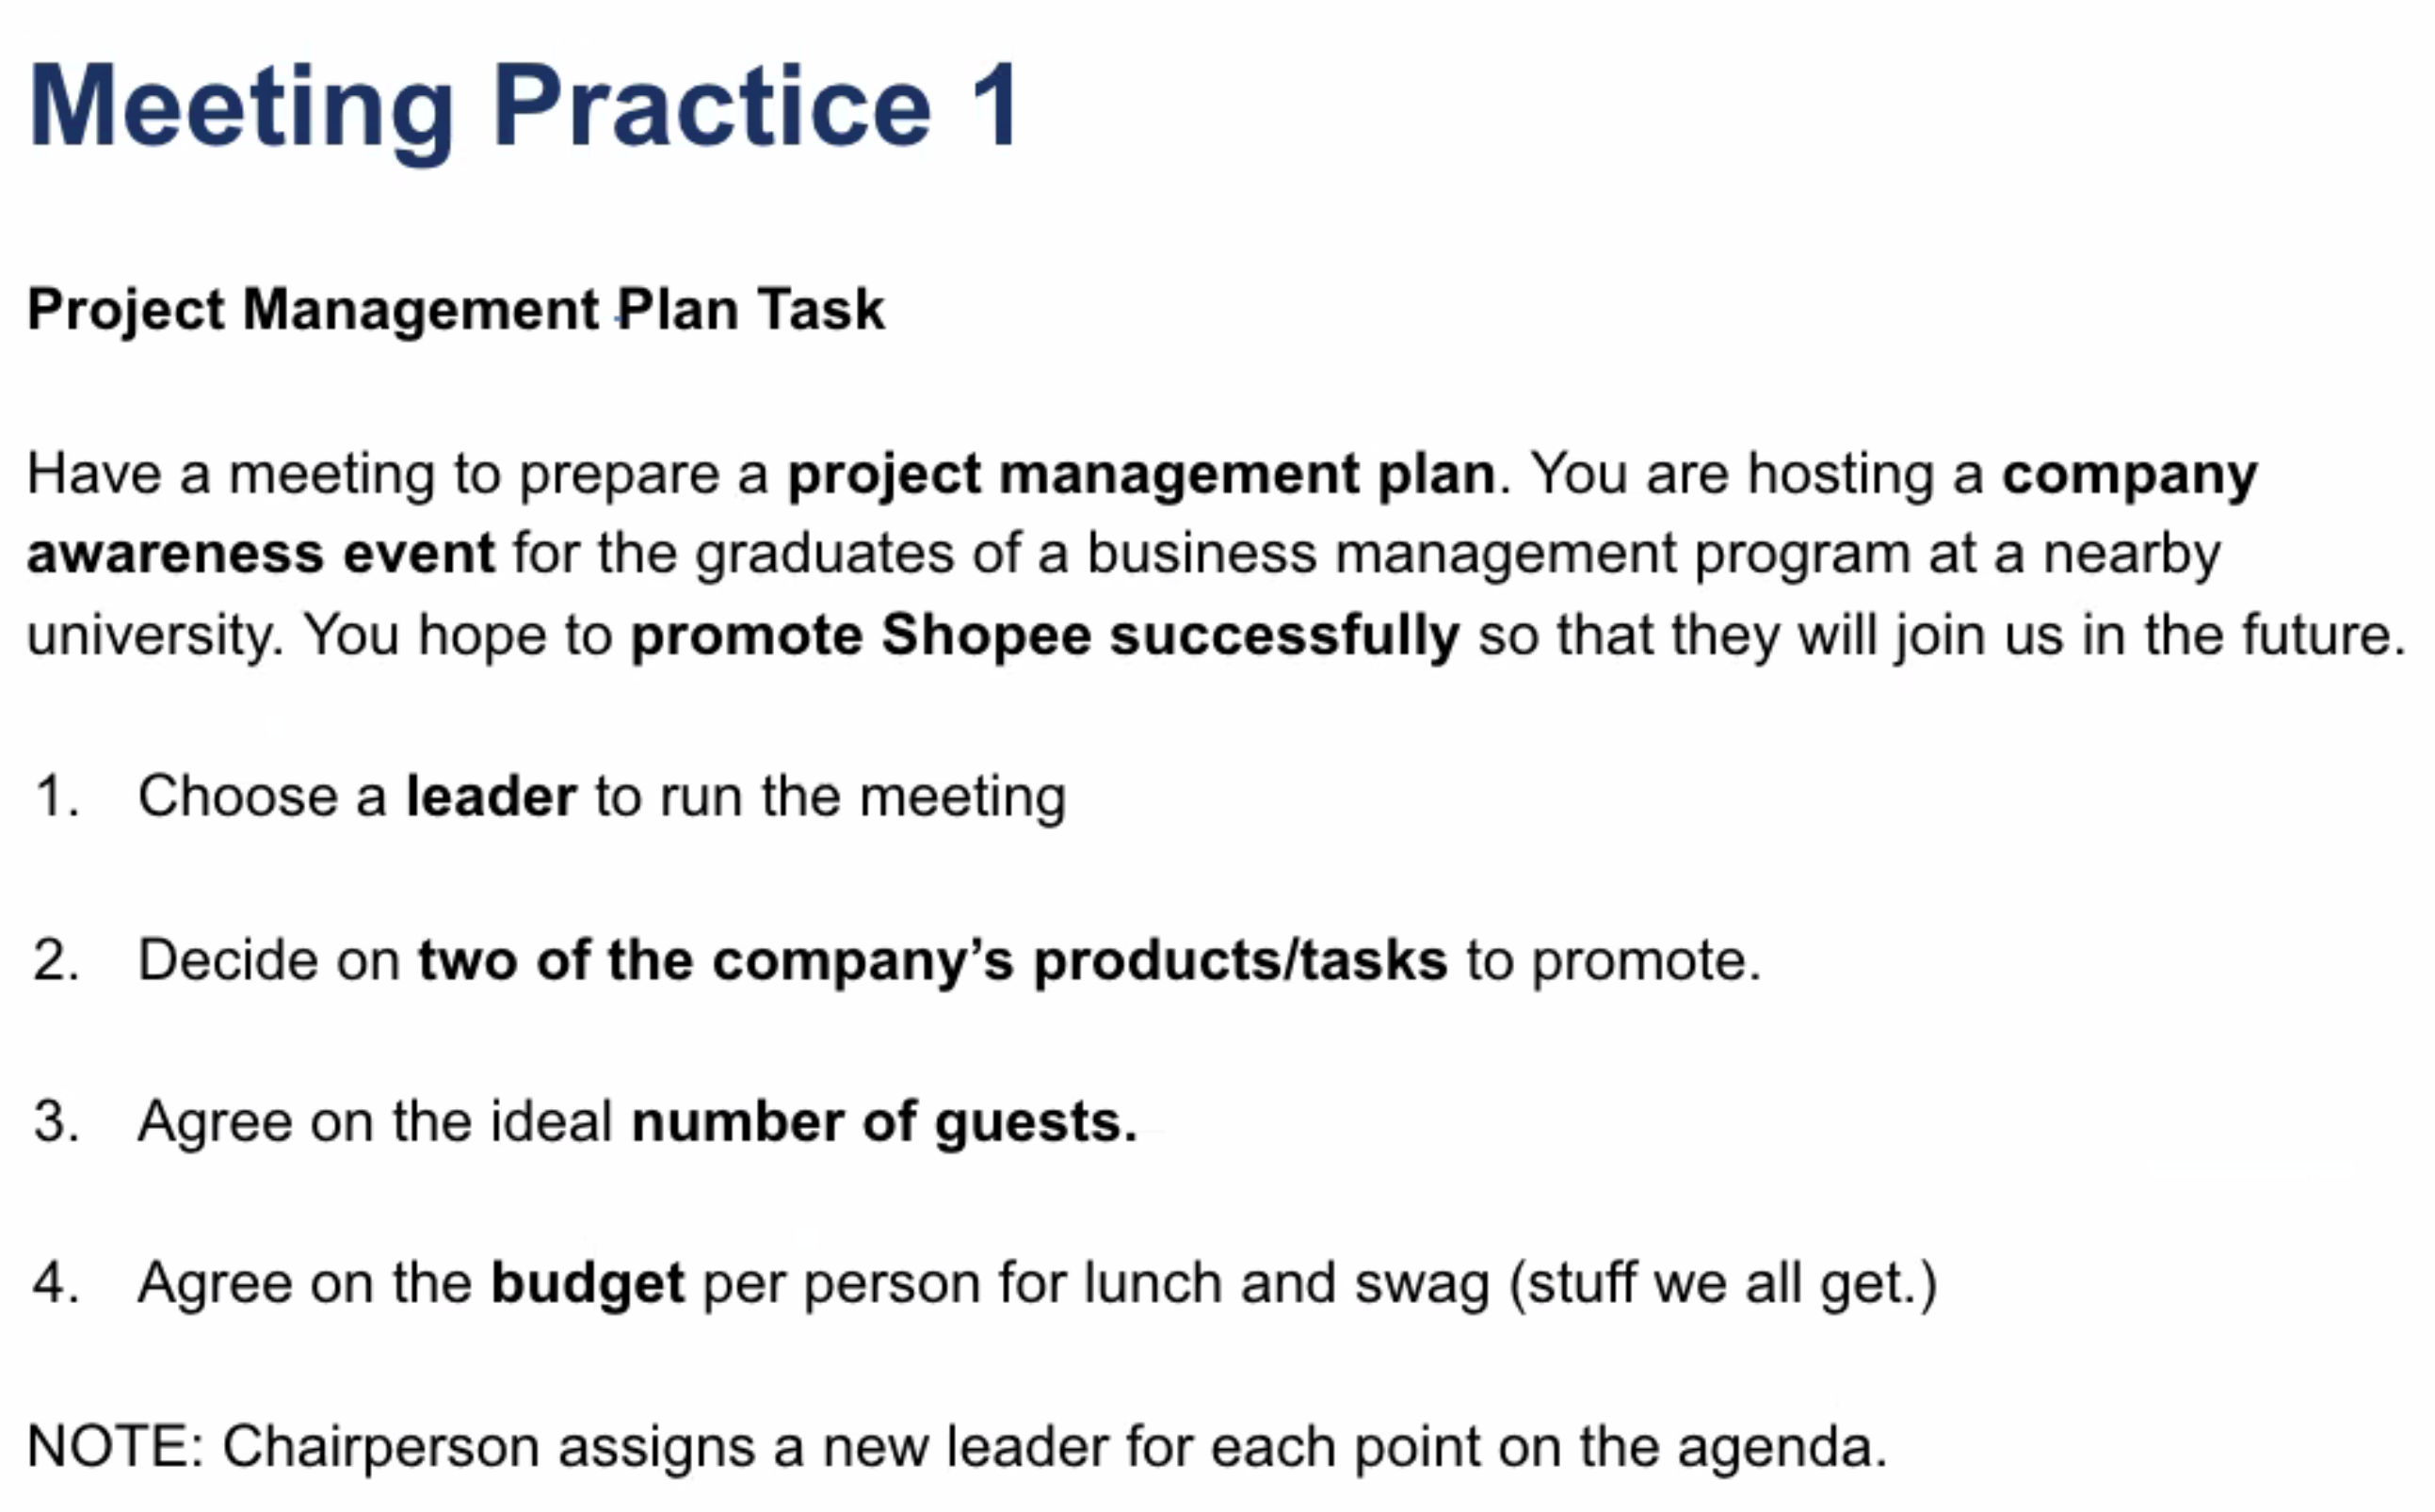 Meeting Practice 1
Project Management Plan Task
Have a meeting to prepare a project management plan. You are hosting a company
awareness event for the graduates of a business management program at a nearby
university. You hope to promote Shopee successfully so that they will join us in the future.
1. Choose a leader to run the meeting
2. Decide on two of the company’s products/tasks to promote.
3. Agree on the ideal number of guests.
4. Agree on the budget per person for lunch and swag (stuff we all get.)
NOTE: Chairperson assigns a new leader for each point on the agenda.